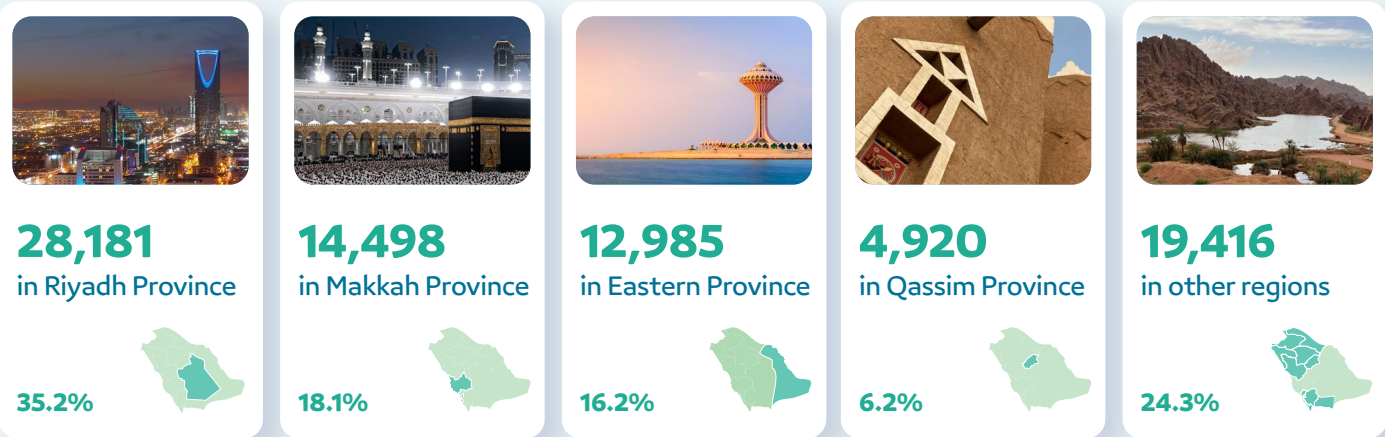 28,181
in Riyadh Province
35.2%
14,498
in Makkah Province
18.1%
12,985
in Eastern Province
16.2%
4,920
in Qassim Province
6.2%
19,416
in other regions
24.3%